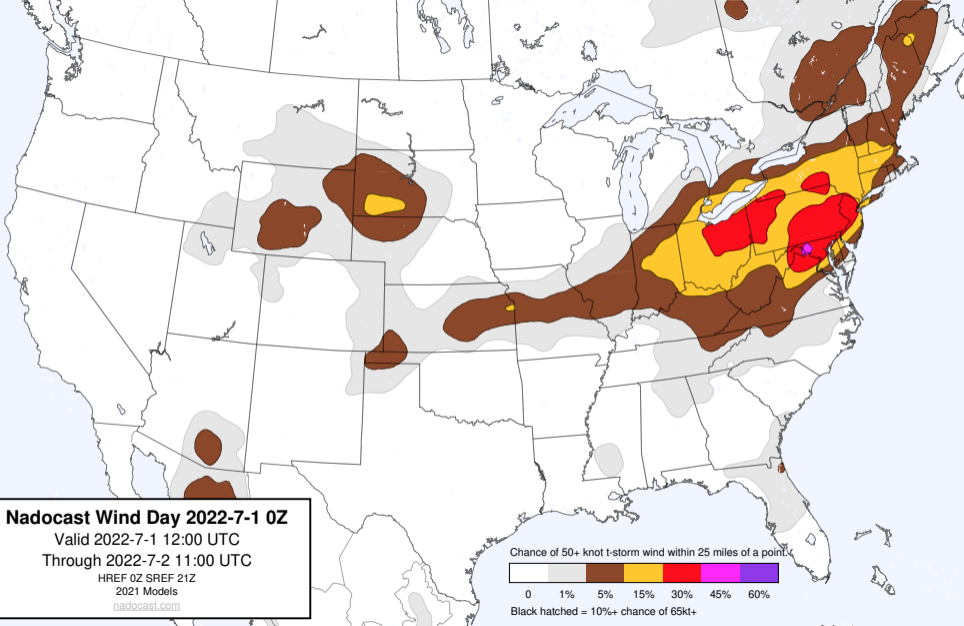 Nadocast Wind Day 2022-7-1 0Z
Valid 2022-7-1 12:00 UTC
Through 2022-7-2 11:00 UTC
HREF 0Z SREF 21Z
2021 Models
nadocast.com
Chance of 50+ knot t-storm wind within 25 miles of a point.
0 1% 5% 15% 30% 45% 60%
Black hatched = 10%+ chance of 65kt+